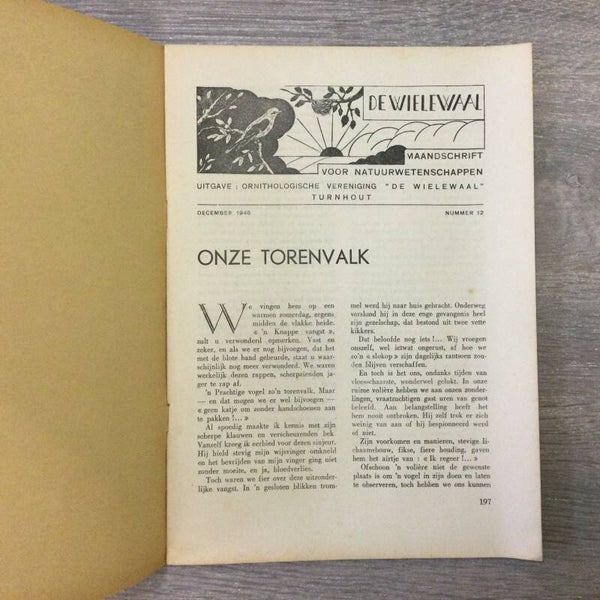 DE WIELEWAAL
MAANDSCHRIFT
VOOR NATUURWETENSCHAPPEN
UITGAVE : ORNITHOLOGISCHE VERENIGING "DE WIELEWAAL"
TURNHOUT
DECEMBER 1946 NUMMER 12
ONZE TORENVALK
We vingen hem op een
warmen zomerdag, ergens
midden de vlakke heide.
« 'n Knappe vangst »,
zult u verwonderd opmerken. Vast en
zeker, en als we er nog bijvoegen, dat het
met de bloote hand gebeurde, staat u waar-
schijnlijk nog meer verwonderd. We waren
werkelijk dezen rappen, scherpzienden ja-
ger te rap af.
'n Prachtige vogel zo'n torenvalk. Maar
— en dat mogen we er wel bijvoegen —
« geen katje om zonder handschoenen aan
te pakken !... »
Al spoedig maakte ik kennis met zijn
scherpe klauwen en verscheurenden bek.
Vanzelf kreeg ik eerbied voor dezen sinjeur.
Hij hield stevig mijn wijsvinger omkneld
en het bevrijden van mijn vinger ging niet
zonder moeite, en ja, bloedverlies.
Toch waren we fier over deze uitzonder-
lijke vangst. In 'n gesloten blikken trom-
mel werd hij naar huis gebracht. Onderweg
verslond hij in deze enge gevangenis heel
zijn gezelschap, dat bestond uit twee vette
kikkers.
Dat beloofde nog iets !... Wij vroegen
onszelf, wel ietwat ongerust, af hoe we
zo'n « slokop » zijn dagelijks rantsoen zou-
den blijven verschaffen.
En toch is het ons, ondanks tijden van
vleesschaarste, wonderwel gelukt. In onze
ruime volière hebben we aan onzen zonder-
lingen, vraatzuchtigen gast uren van genot
beleefd. Aan belangstelling heeft het
hem nooit ontbroken. Hij zelf trok er zich
weinig van aan of hij bespionneerd werd
of niet.
Zijn voorkomen en manieren, stevige li-
chaamsbouw, fikse, fiere houding, gaven
hem het airtje van : « Ik regeer !... »
Ofschoon 'n volière niet de gewenste
plaats is om 'n vogel in zijn doen en laten
te observeren, toch hebben we ons kunnen
197